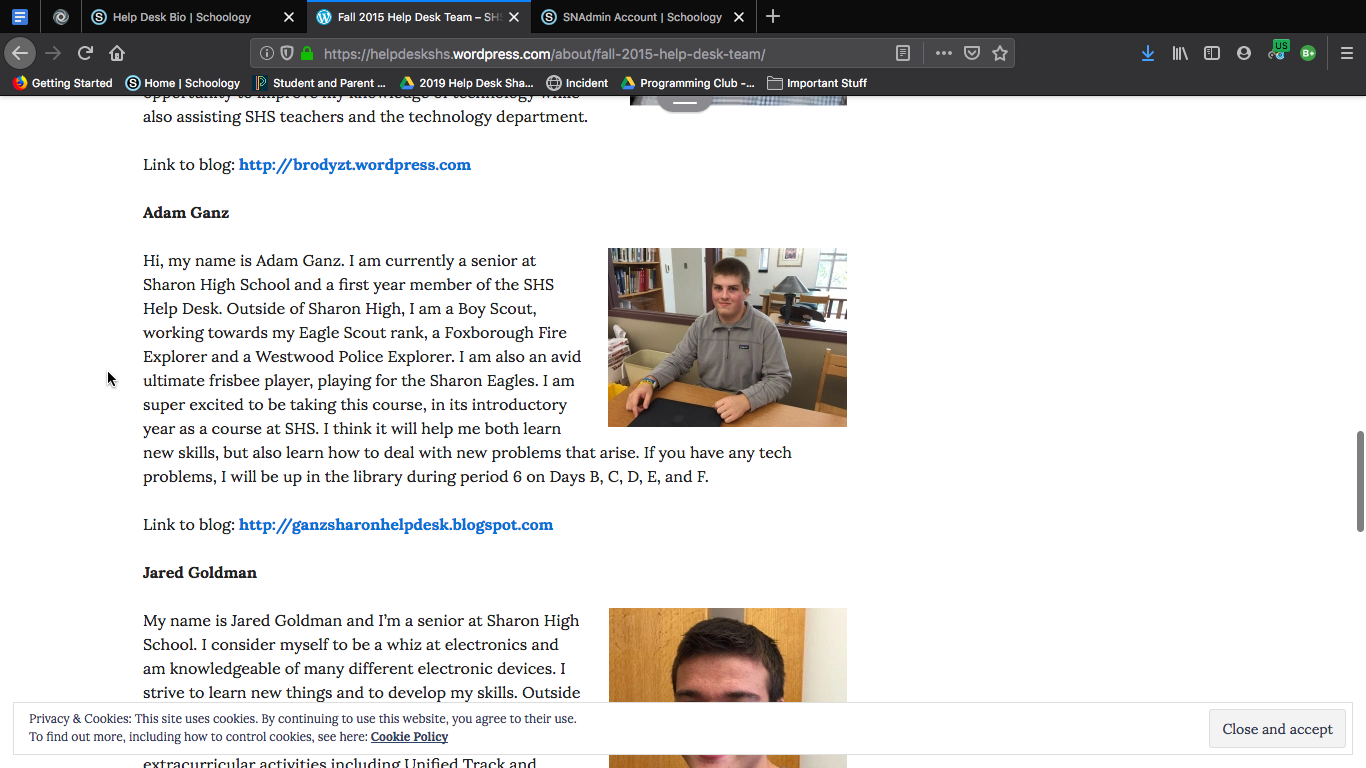 Help Desk Bio | Schoology
Fall 2015 Help Desk Team – SHS
SNAdmin Account | Schoology
https://helpdeskshs.wordpress.com/about/fall-2015-help-desk-team/
US
B+
Getting Started
Home | Schoology
Student and Parent ...
2019 Help Desk Sha...
Incident
Programming Club -...
Important Stuff
opportunity to improve my knowledge of technology while
also assisting SHS teachers and the technology department.
Link to blog: http://brodyzt.wordpress.com
Adam Ganz
Hi, my name is Adam Ganz. I am currently a senior at
Sharon High School and a first year member of the SHS
Help Desk. Outside of Sharon High, I am a Boy Scout,
working towards my Eagle Scout rank, a Foxborough Fire
Explorer and a Westwood Police Explorer. I am also an avid
ultimate frisbee player, playing for the Sharon Eagles. I am
super excited to be taking this course, in its introductory
year as a course at SHS. I think it will help me both learn
new skills, but also learn how to deal with new problems that arise. If you have any tech
problems, I will be up in the library during period 6 on Days B, C, D, E, and F.
Link to blog: http://ganzsharonhelpdesk.blogspot.com
Jared Goldman
My name is Jared Goldman and I’m a senior at Sharon High
School. I consider myself to be a whiz at electronics and
am knowledgeable of many different electronic devices. I
strive to learn new things and to develop my skills. Outside
Privacy & Cookies: This site uses cookies. By continuing to use this website, you agree to their use.
To find out more, including how to control cookies, see here: Cookie Policy
Close and accept
extracurricular activities including Unified Track and